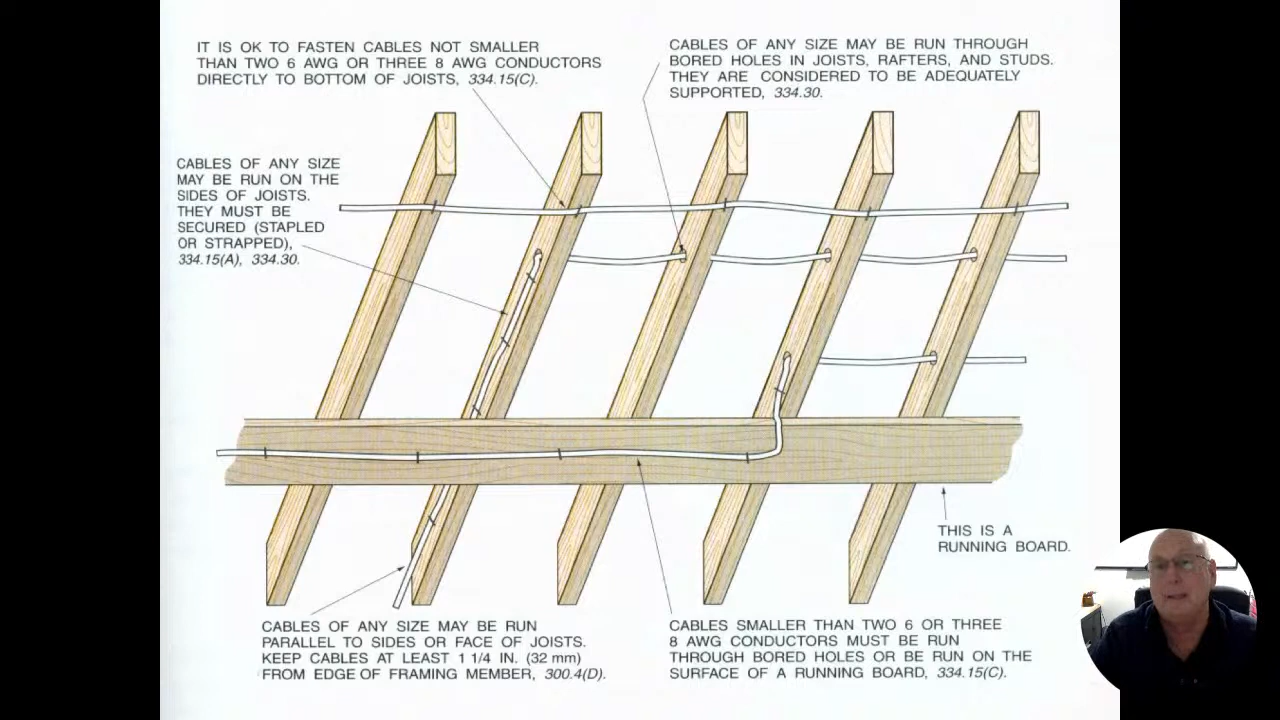 IT IS OK TO FASTEN CABLES NOT SMALLER
THAN TWO 6 AWG OR THREE 8 AWG CONDUCTORS
DIRECTLY TO BOTTOM OF JOISTS, 334.15(C).
CABLES OF ANY SIZE MAY BE RUN THROUGH
BORED HOLES IN JOISTS, RAFTERS, AND STUDS.
THEY ARE CONSIDERED TO BE ADEQUATELY
SUPPORTED, 334.30.
CABLES OF ANY SIZE
MAY BE RUN ON THE
SIDES OF JOISTS.
THEY MUST BE
SECURED (STAPLED
OR STRAPPED),
334.15(A), 334.30.
THIS IS A
RUNNING BOARD.
CABLES OF ANY SIZE MAY BE RUN
PARALLEL TO SIDES OR FACE OF JOISTS.
KEEP CABLES AT LEAST 1 1/4 IN. (32 mm)
FROM EDGE OF FRAMING MEMBER, 300.4(D).
CABLES SMALLER THAN TWO 6 OR THREE
8 AWG CONDUCTORS MUST BE RUN
THROUGH BORED HOLES OR BE RUN ON THE
SURFACE OF A RUNNING BOARD, 334.15(C).